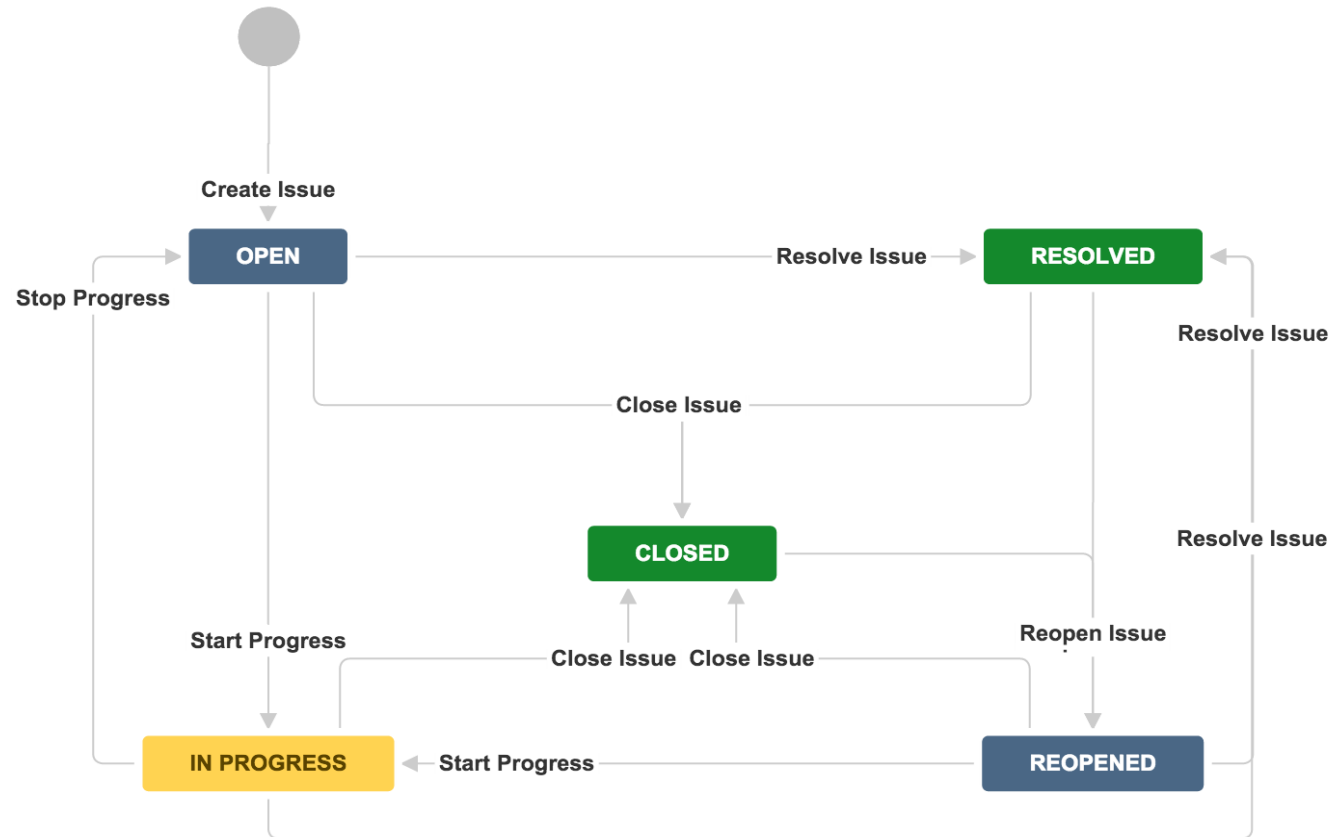 Create Issue
OPEN
Resolve Issue
RESOLVED
Stop Progress
Resolve Issue
Close Issue
Resolve Issue
CLOSED
Start Progress
Reopen Issue
Close Issue
Close Issue
IN PROGRESS
Start Progress
REOPENED